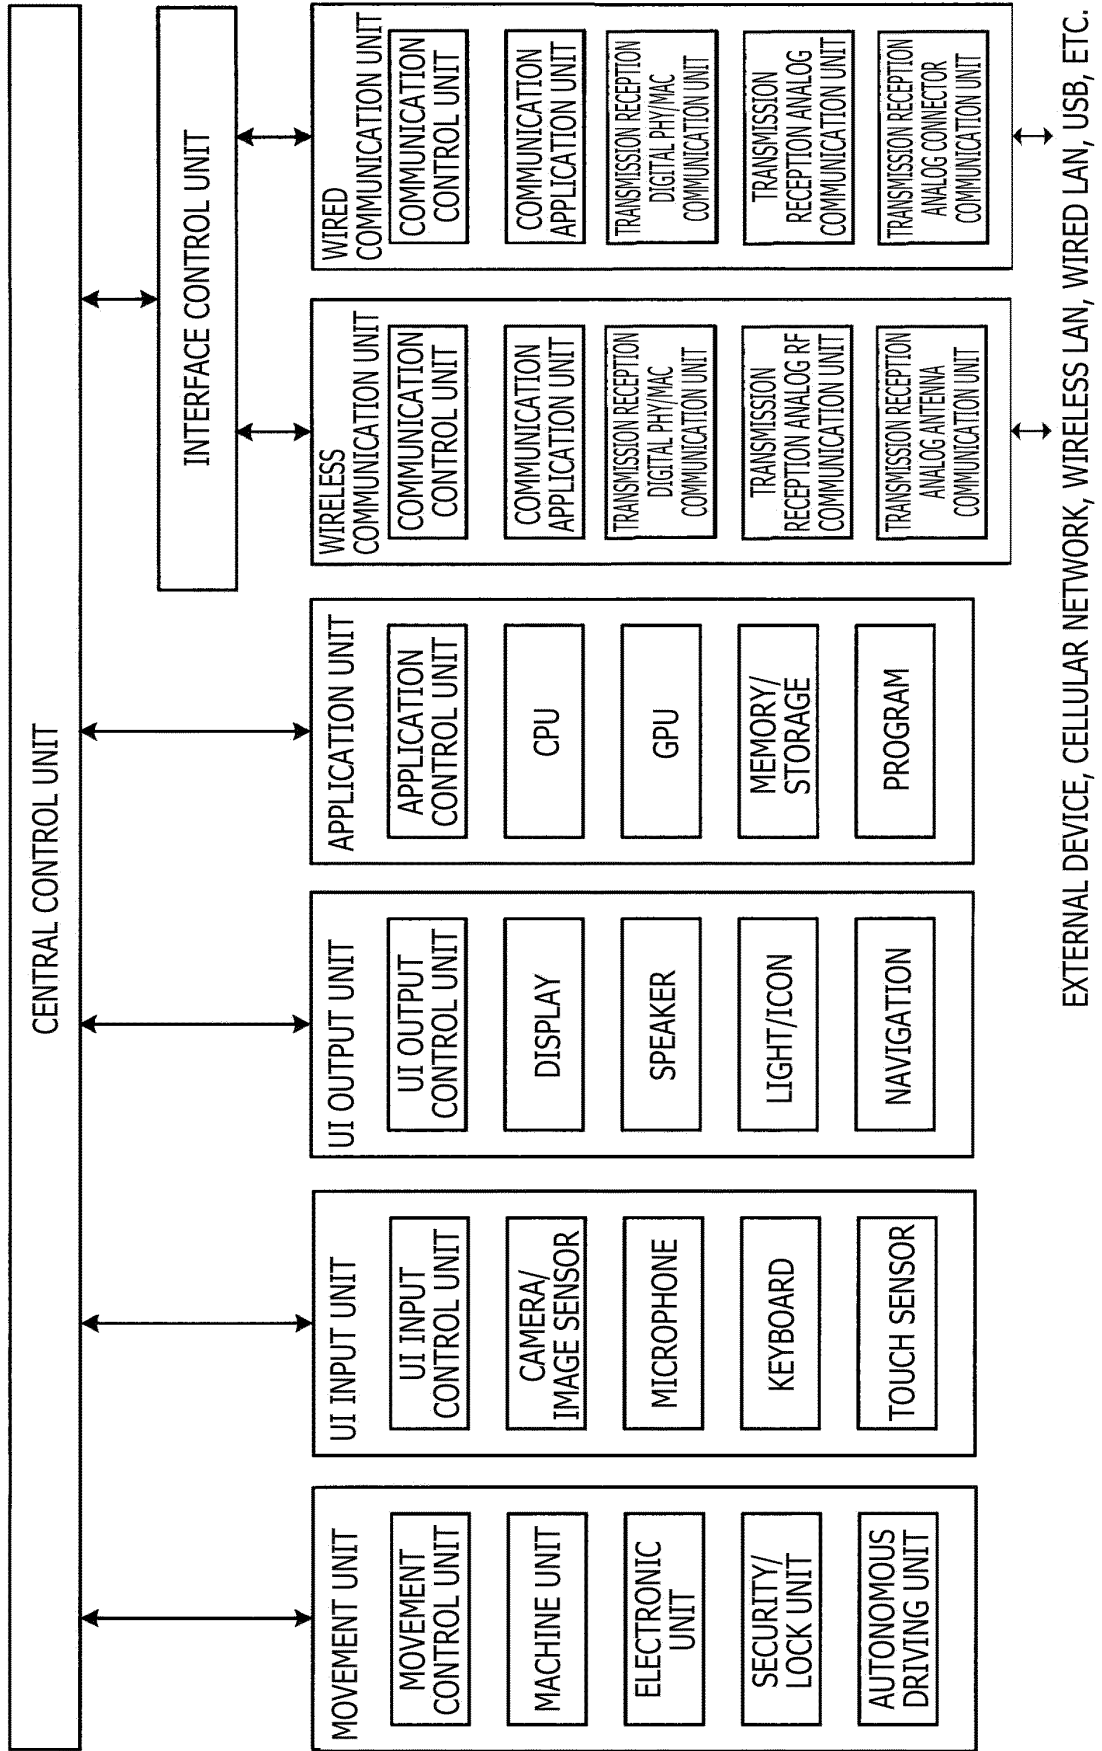 CENTRAL CONTROL UNIT
MOVEMENT UNIT
MOVEMENT
CONTROL UNIT
MACHINE UNIT
ELECTRONIC
UNIT
SECURITY/
LOCK UNIT
AUTONOMOUS
DRIVING UNIT
UI INPUT UNIT
UI INPUT
CONTROL UNIT
CAMERA/
IMAGE SENSOR
MICROPHONE
KEYBOARD
TOUCH SENSOR
UI OUTPUT UNIT
UI OUTPUT
CONTROL UNIT
DISPLAY
SPEAKER
LIGHT/ICON
NAVIGATION
APPLICATION UNIT
APPLICATION
CONTROL UNIT
CPU
GPU
MEMORY/
STORAGE
PROGRAM
INTERFACE CONTROL UNIT
WIRELESS
COMMUNICATION UNIT
COMMUNICATION
CONTROL UNIT
COMMUNICATION
APPLICATION UNIT
TRANSMISSION RECEPTION
DIGITAL PHY/MAC
COMMUNICATION UNIT
TRANSMISSION
RECEPTION ANALOG RF
COMMUNICATION UNIT
TRANSMISSION RECEPTION
ANALOG ANTENNA
COMMUNICATION UNIT
WIRED
COMMUNICATION UNIT
COMMUNICATION
CONTROL UNIT
COMMUNICATION
APPLICATION UNIT
TRANSMISSION RECEPTION
DIGITAL PHY/MAC
COMMUNICATION UNIT
TRANSMISSION
RECEPTION ANALOG
COMMUNICATION UNIT
TRANSMISSION RECEPTION
ANALOG CONNECTOR
COMMUNICATION UNIT
EXTERNAL DEVICE, CELLULAR NETWORK, WIRELESS LAN, WIRED LAN, USB, ETC.